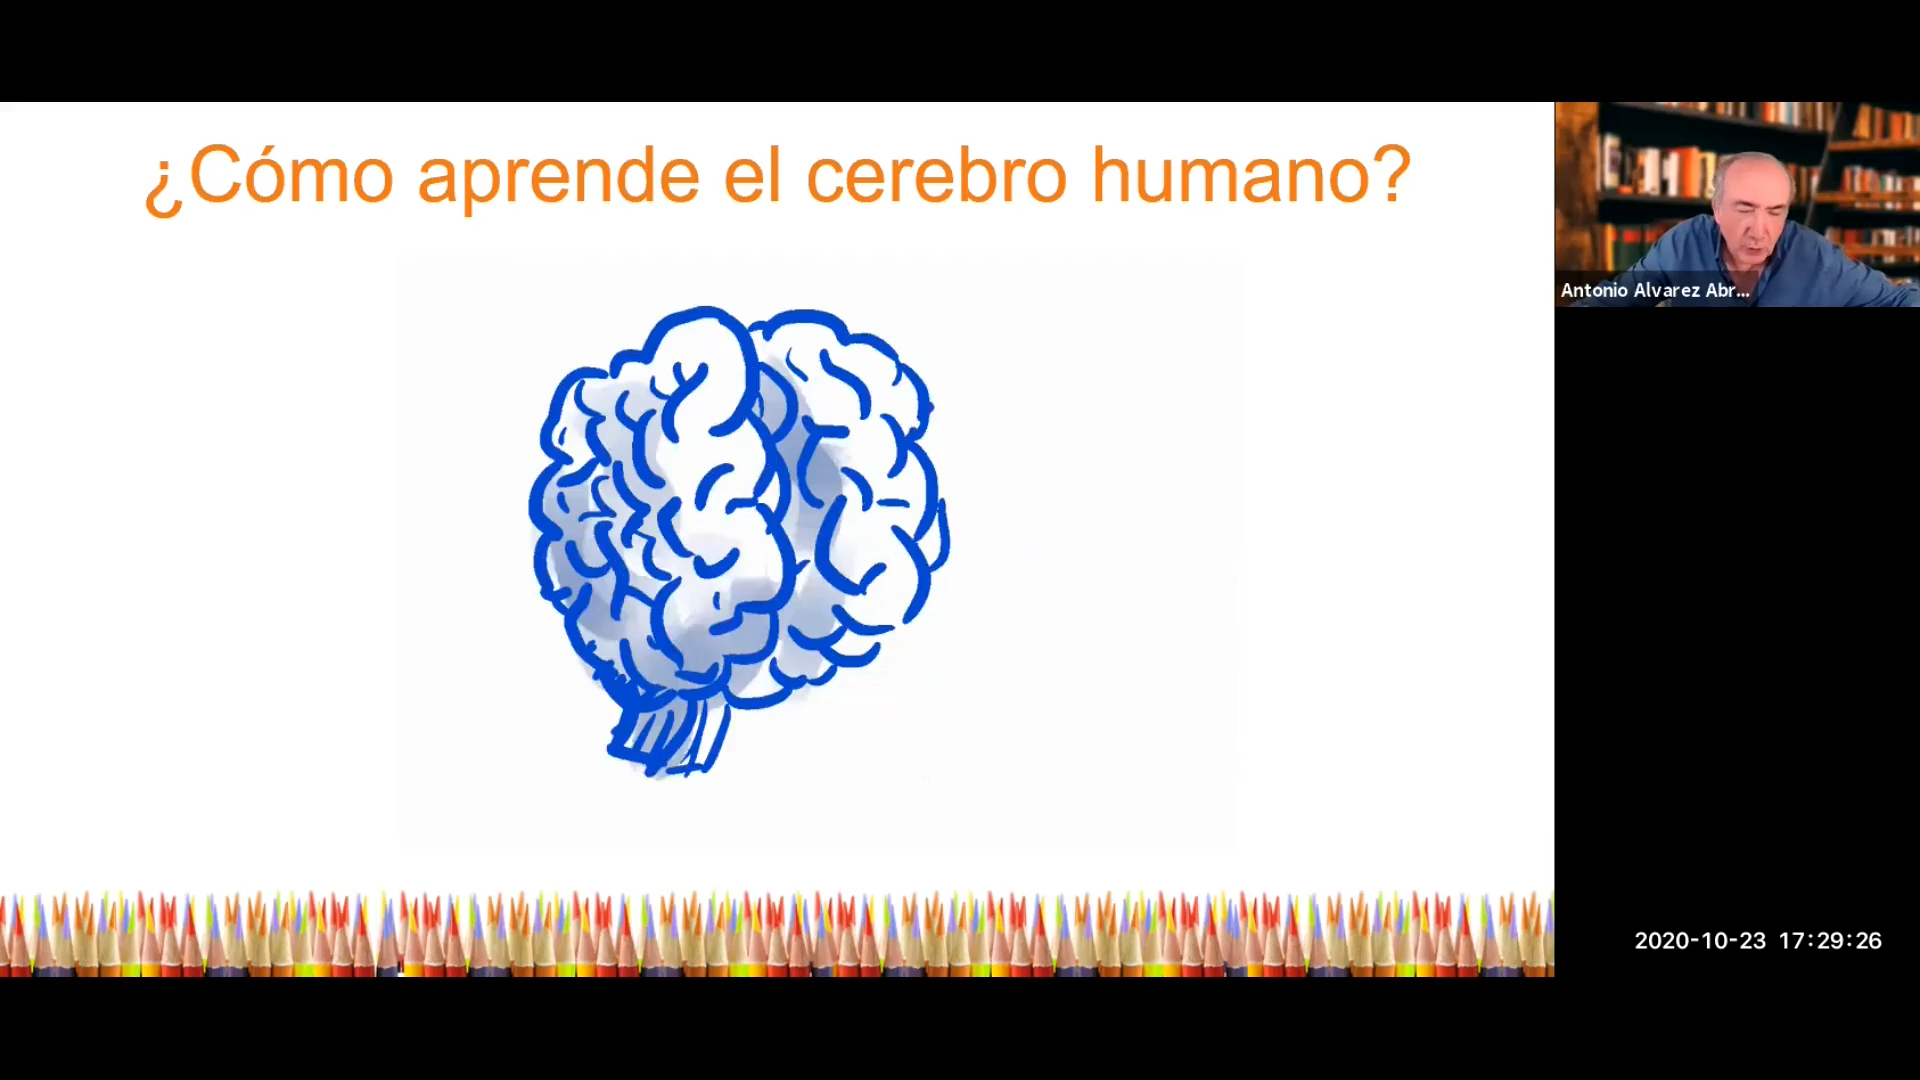 ¿Cómo aprende el cerebro humano?
Antonio Alvarez Abr...
2020-10-23 17:29:26